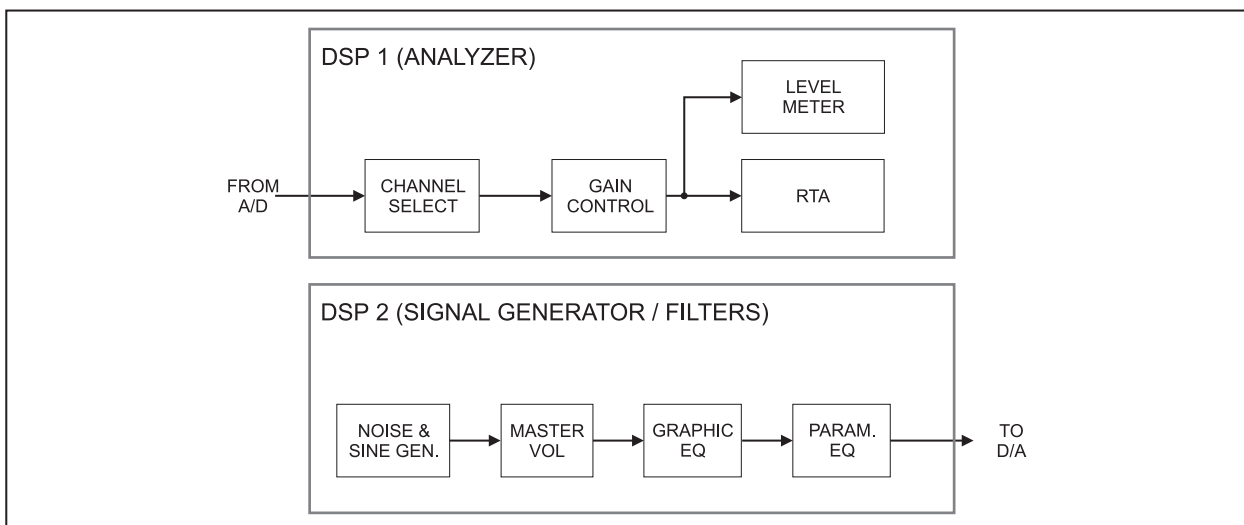 DSP 1 (ANALYZER)
LEVEL
METER
FROM
A/D
CHANNEL
SELECT
GAIN
CONTROL
RTA
DSP 2 (SIGNAL GENERATOR / FILTERS)
NOISE &
SINE GEN.
MASTER
VOL
GRAPHIC
EQ
PARAM.
EQ
TO
D/A